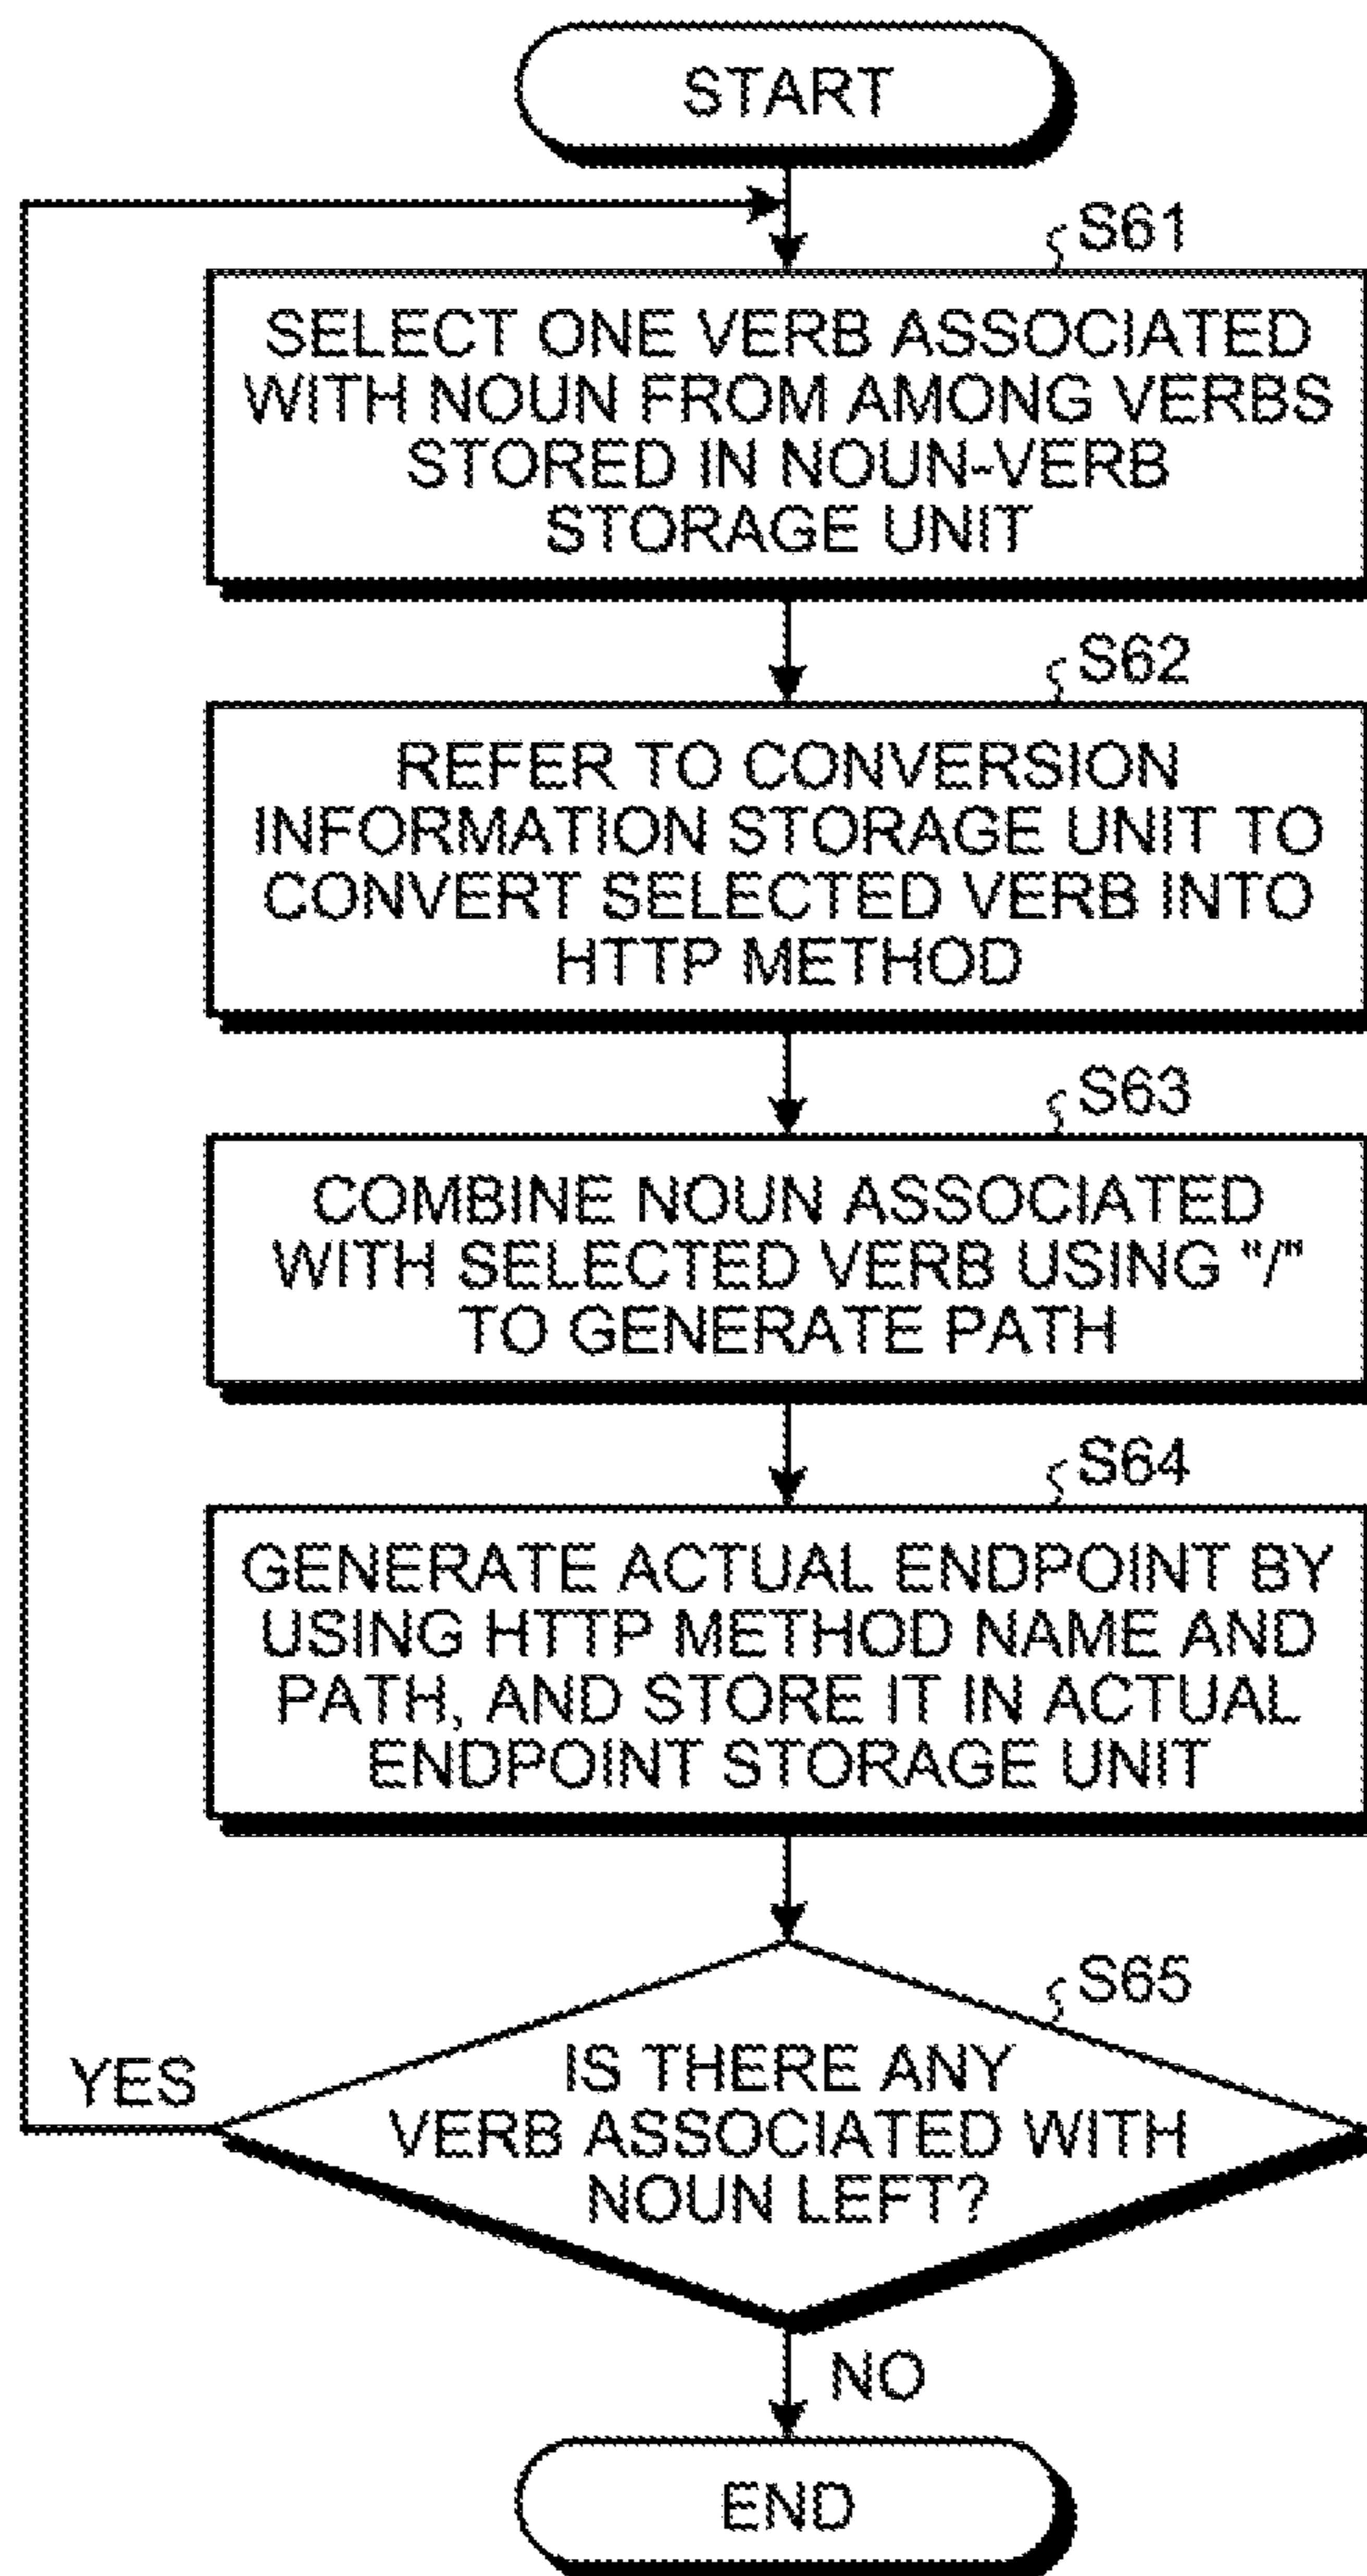 START
S61
SELECT ONE VERB ASSOCIATED
WITH NOUN FROM AMONG VERBS
STORED IN NOUN-VERB
STORAGE UNIT
S62
REFER TO CONVERSION
INFORMATION STORAGE UNIT TO
CONVERT SELECTED VERB INTO
HTTP METHOD
S63
COMBINE NOUN ASSOCIATED
WITH SELECTED VERB USING "/"
TO GENERATE PATH
S64
GENERATE ACTUAL ENDPOINT BY
USING HTTP METHOD NAME AND
PATH, AND STORE IT IN ACTUAL
ENDPOINT STORAGE UNIT
S65
IS THERE ANY
VERB ASSOCIATED WITH
NOUN LEFT?
YES
NO
END